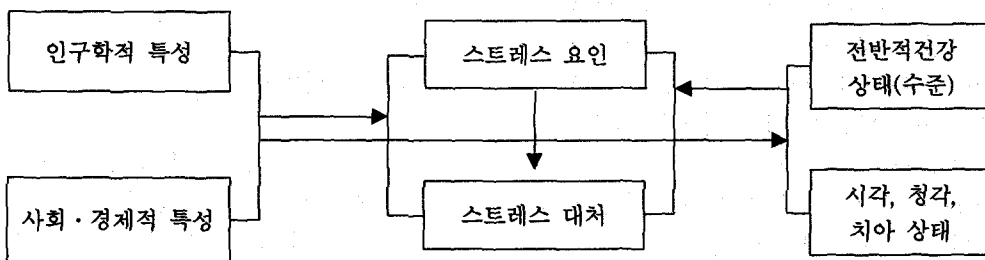 인구학적 특성
스트레스 요인
전반적건강
상태(수준)
사회·경제적 특성
스트레스 대처
시각, 청각,
치아 상태